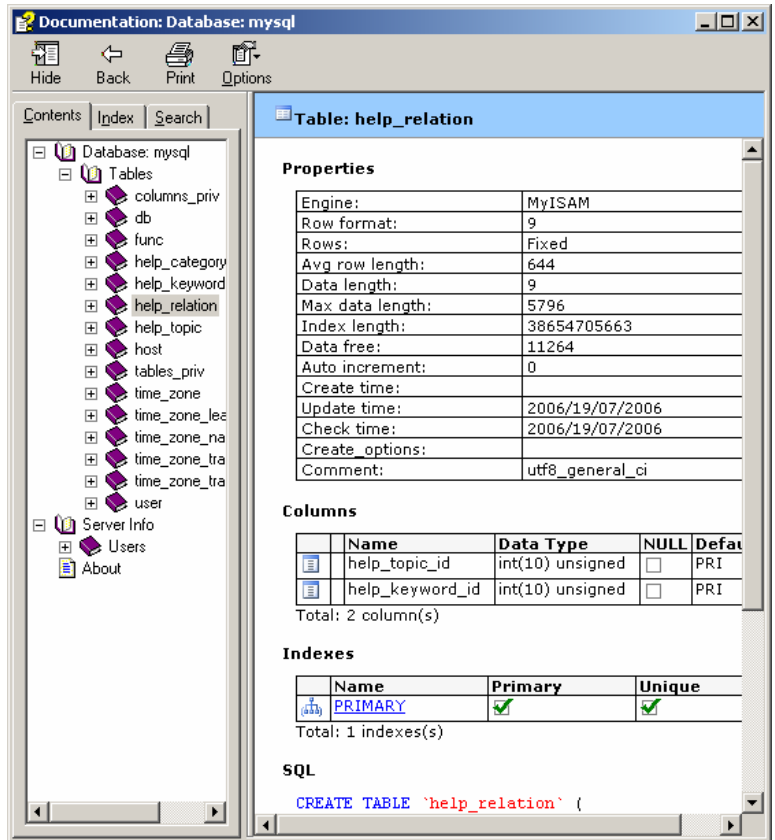 Documentation: Database: mysql
Hide Back Print Options
Contents Index Search
Database: mysql
Tables
columns_priv
db
func
help_category
help_keyword
help_relation
help_topic
host
tables_priv
time_zone
time_zone_lea
time_zone_na
time_zone_tra
time_zone_tra
user
Server Info
Users
About
Table: help_relation
Properties
Engine: MyISAM
Row format: 9
Rows: Fixed
Avg row length: 644
Data length: 9
Max data length: 5796
Index length: 38654705663
Data free: 11264
Auto increment: 0
Create time:
Update time: 2006/19/07/2006
Check time: 2006/19/07/2006
Create_options:
Comment: utf8_general_ci
Columns
Name Data Type NULL Defau
help_topic_id int(10) unsigned PRI
help_keyword_id int(10) unsigned PRI
Total: 2 column(s)
Indexes
Name Primary Unique
PRIMARY
Total: 1 indexes(s)
SQL
CREATE TABLE `help_relation` (